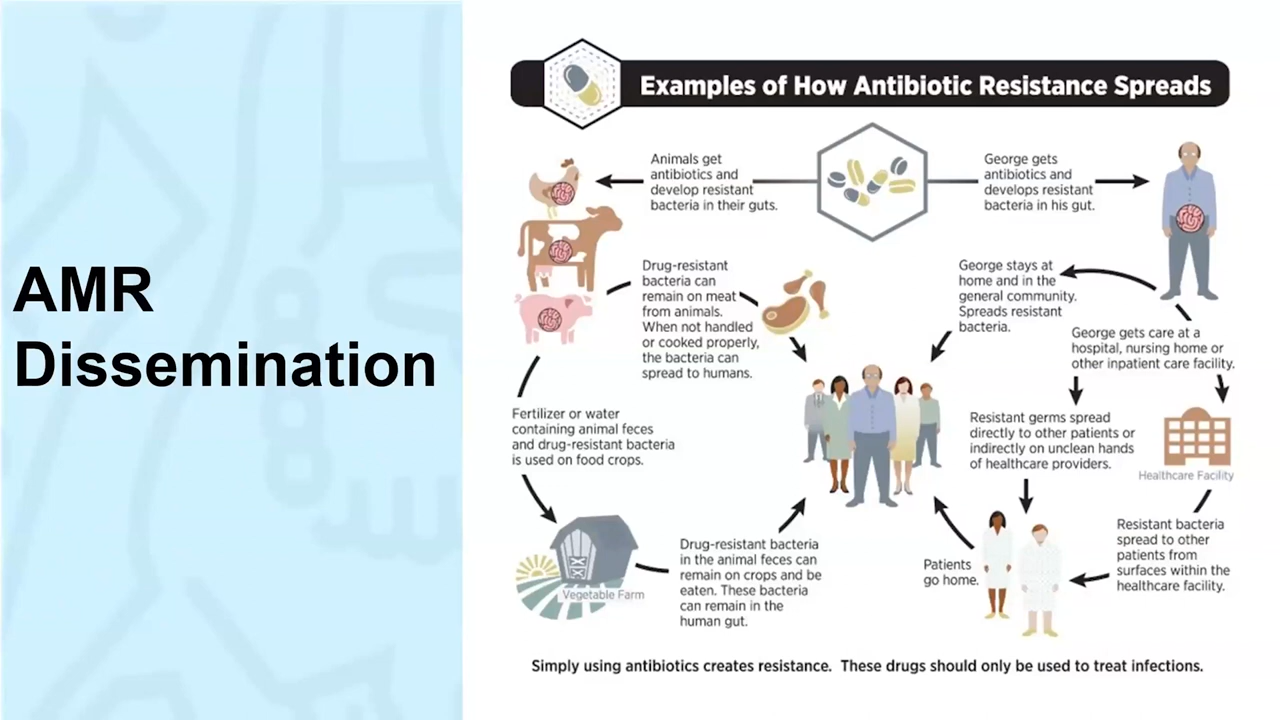 AMR
Dissemination
Examples of How Antibiotic Resistance Spreads
Animals get
antibiotics and
develop resistant
bacteria in their guts.
George gets
antibiotics and
develops resistant
bacteria in his gut.
Drug-resistant
bacteria can
remain on meat
from animals.
When not handled
or cooked properly,
the bacteria can
spread to humans.
George stays at
home and in the
general community.
Spreads resistant
bacteria.
George gets care at a
hospital, nursing home or
other inpatient care facility.
Fertilizer or water
containing animal feces
and drug-resistant bacteria
is used on food crops.
Resistant germs spread
directly to other patients or
indirectly on unclean hands
of healthcare providers.
Healthcare Facility
Vegetable Farm
Drug-resistant bacteria
in the animal feces can
remain on crops and be
eaten. These bacteria
can remain in the
human gut.
Patients
go home.
Resistant bacteria
spread to other
patients from
surfaces within the
healthcare facility.
Simply using antibiotics creates resistance. These drugs should only be used to treat infections.